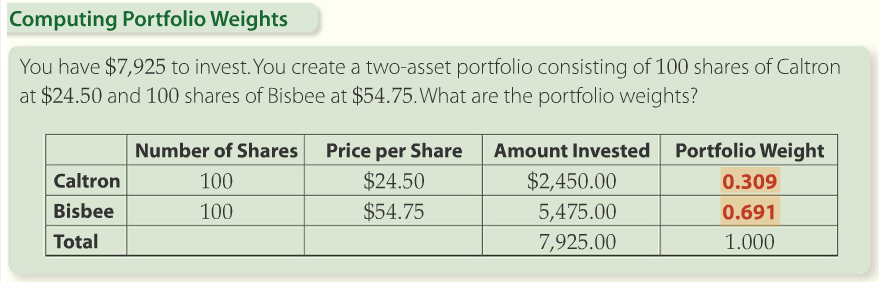 Computing Portfolio Weights
You have $7,925 to invest. You create a two-asset portfolio consisting of 100 shares of Caltron
at $24.50 and 100 shares of Bisbee at $54.75. What are the portfolio weights?
Number of Shares Price per Share Amount Invested Portfolio Weight
Caltron 100 $24.50 $2,450.00 0.309
Bisbee 100 $54.75 5,475.00 0.691
Total 7,925.00 1.000